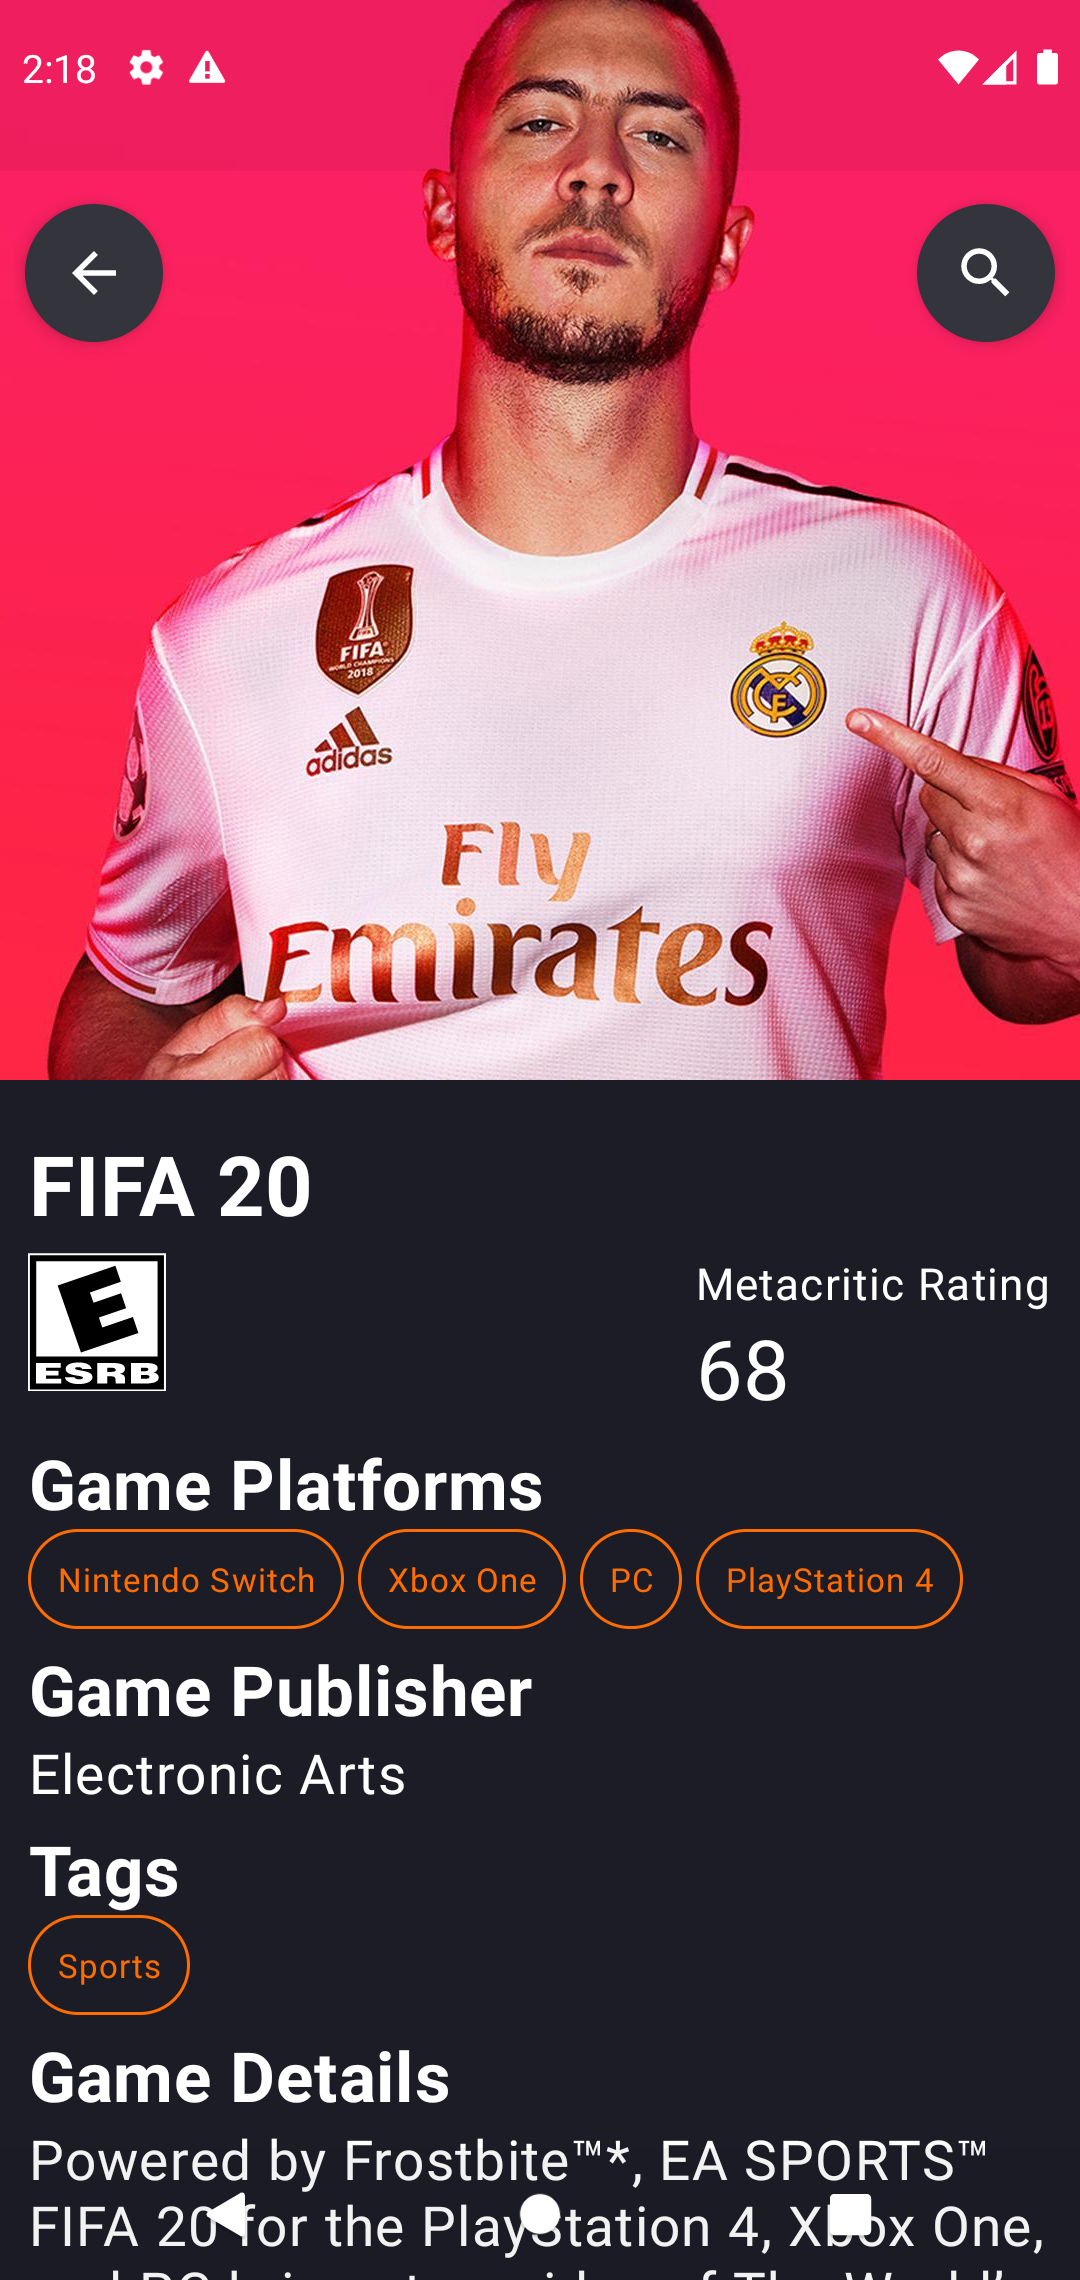 2:18
FIFA
WORLD CHAMPIONS
2018
adidas
Fly
Emirates
FIFA 20
E
ESRB
Metacritic Rating
68
Game Platforms
Nintendo Switch
Xbox One
PC
PlayStation 4
Game Publisher
Electronic Arts
Tags
Sports
Game Details
Powered by Frostbite™*, EA SPORTS™
FIFA 20 for the PlayStation 4, Xbox One,